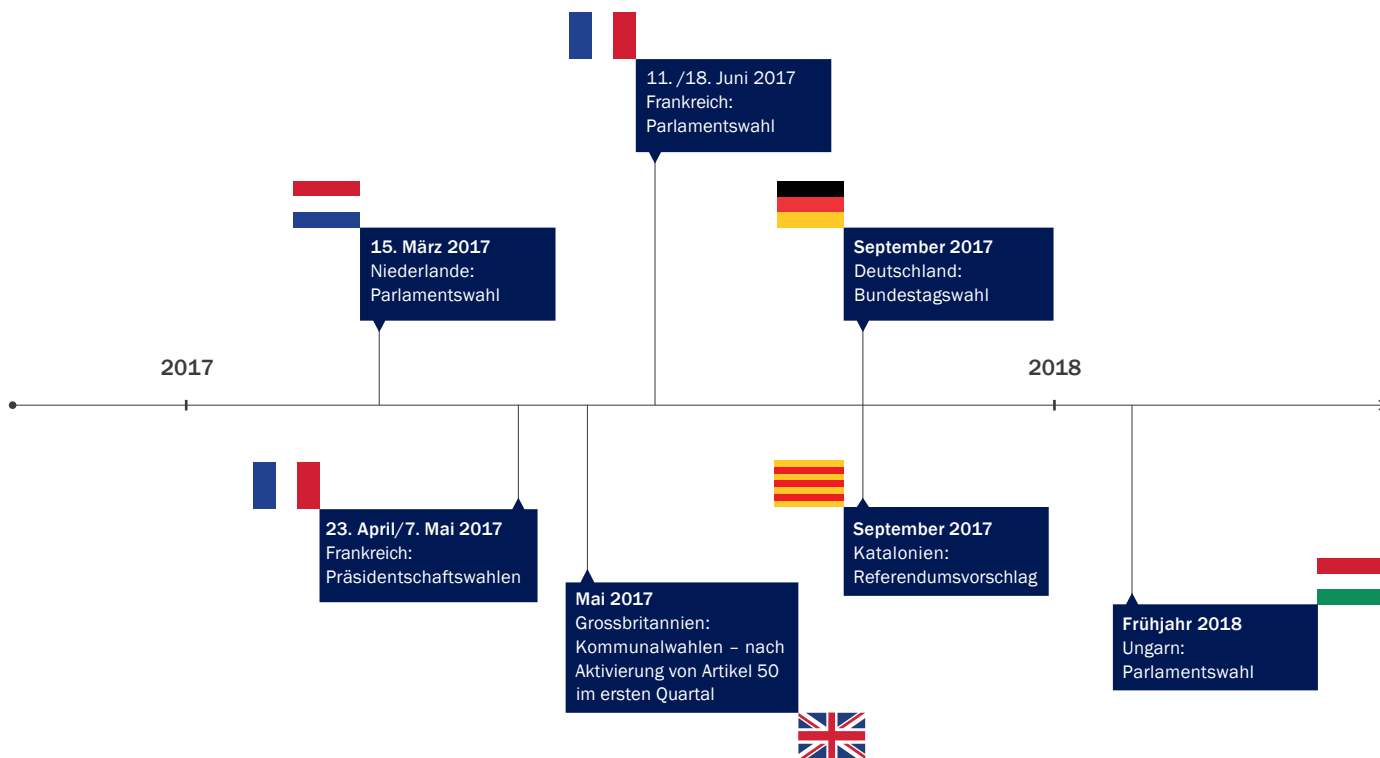 11. /18. Juni 2017
Frankreich:
Parlamentswahl
15. März 2017
Niederlande:
Parlamentswahl
September 2017
Deutschland:
Bundestagswahl
2017
2018
23. April/7. Mai 2017
Frankreich:
Präsidentschaftswahlen
Mai 2017
Grossbritannien:
Kommunalwahlen – nach
Aktivierung von Artikel 50
im ersten Quartal
September 2017
Katalonien:
Referendumsvorschlag
Frühjahr 2018
Ungarn:
Parlamentswahl